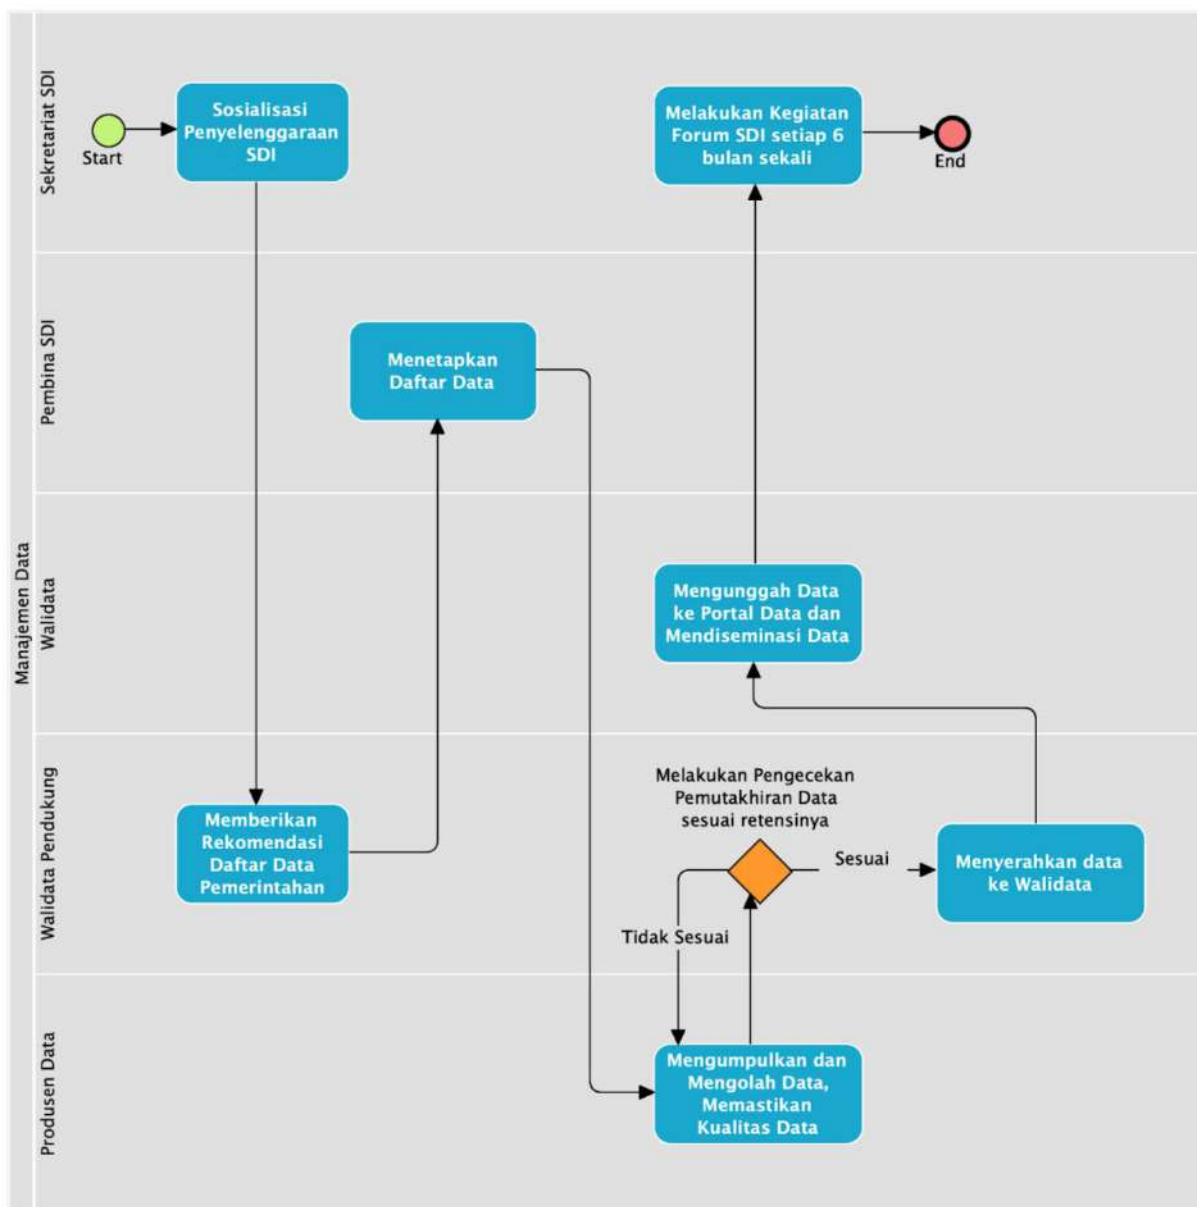 Manajemen Data
Sekretariat SDI
Start
Sosialisasi
Penyelenggaraan
SDI
Melakukan Kegiatan
Forum SDI setiap 6
bulan sekali
End
Pembina SDI
Menetapkan
Daftar Data
Walidata
Mengunggah Data
ke Portal Data dan
Mendiseminasi Data
Walidata Pendukung
Memberikan
Rekomendasi
Daftar Data
Pemerintahan
Melakukan Pengecekan
Pemutakhiran Data
sesuai retensinya
Sesuai
Menyerahkan data
ke Walidata
Tidak Sesuai
Produsen Data
Mengumpulkan dan
Mengolah Data,
Memastikan
Kualitas Data